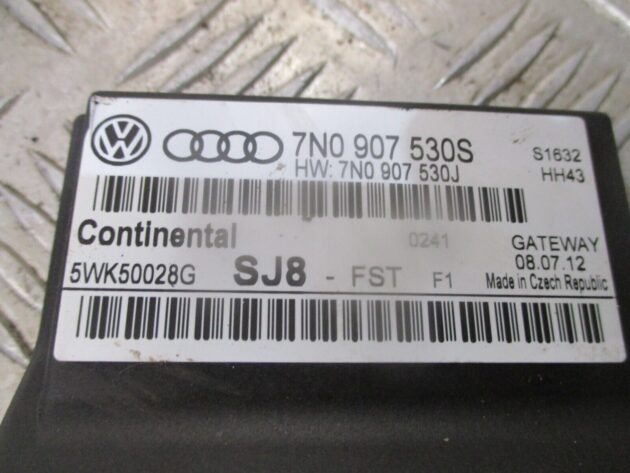 7N0 907 530S
S1632
HW: 7N0 907 530J
HH43
Continental
0241
GATEWAY
5WK50028G SJ8 - FST F1
08.07.12
Made in Czech Republic